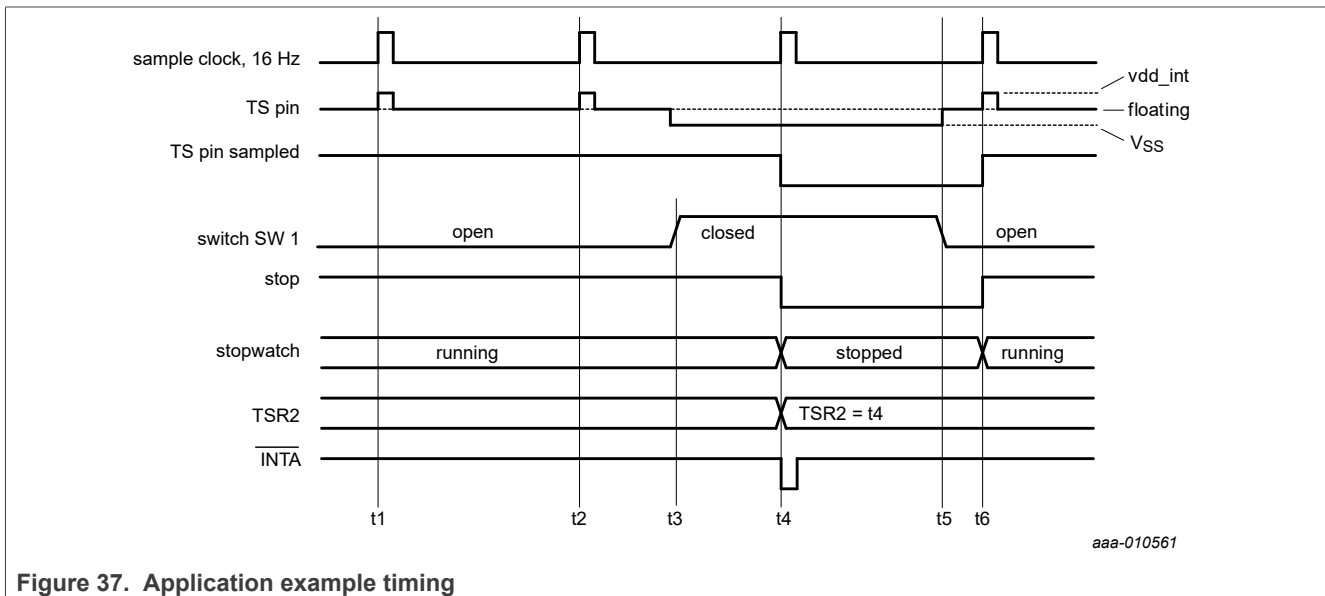 sample clock, 16 Hz
vdd_int
TS pin
floating
VSS
TS pin sampled
switch SW 1
open
closed
open
stop
stopwatch
running
stopped
running
TSR2
TSR2 = t4
INTA
t1
t2
t3
t4
t5
t6
aaa-010561
Figure 37. Application example timing